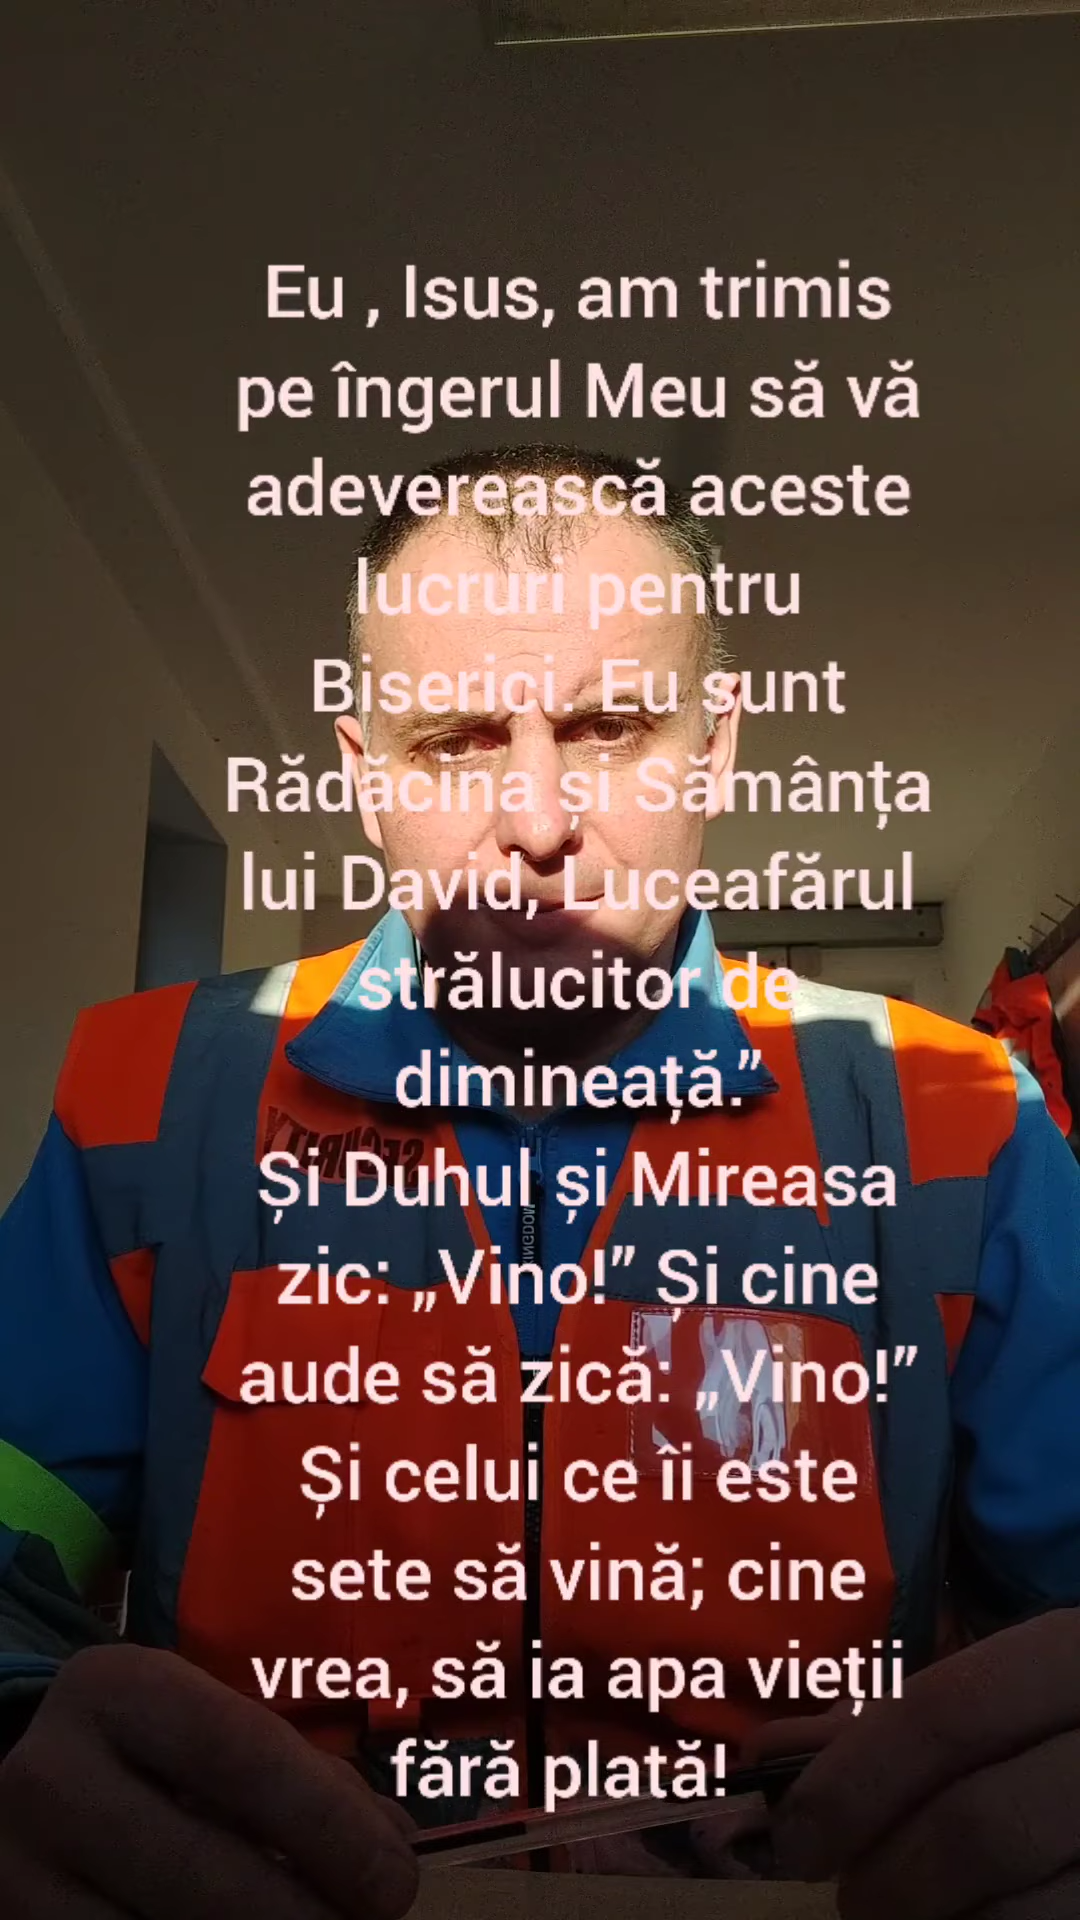 Eu , Isus, am trimis
pe îngerul Meu să vă
adeverească aceste
lucruri pentru
Biserici. Eu sunt
Rădăcina și Sămânța
lui David, Luceafărul
strălucitor de
dimineață.”
Și Duhul și Mireasa
zic: „Vino!” Și cine
aude să zică: „Vino!”
Și celui ce îi este
sete să vină; cine
vrea, să ia apa vieții
fără plată!
SECURITY